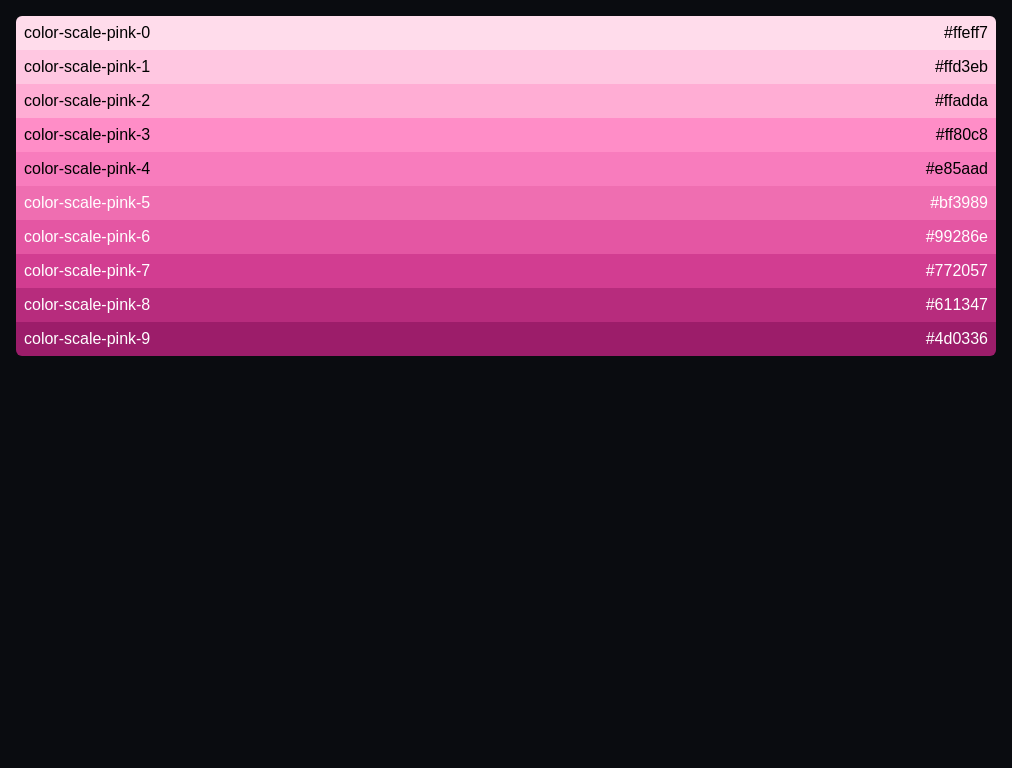 color-scale-pink-0 #ffeff7
color-scale-pink-1 #ffd3eb
color-scale-pink-2 #ffadda
color-scale-pink-3 #ff80c8
color-scale-pink-4 #e85aad
color-scale-pink-5 #bf3989
color-scale-pink-6 #99286e
color-scale-pink-7 #772057
color-scale-pink-8 #611347
color-scale-pink-9 #4d0336